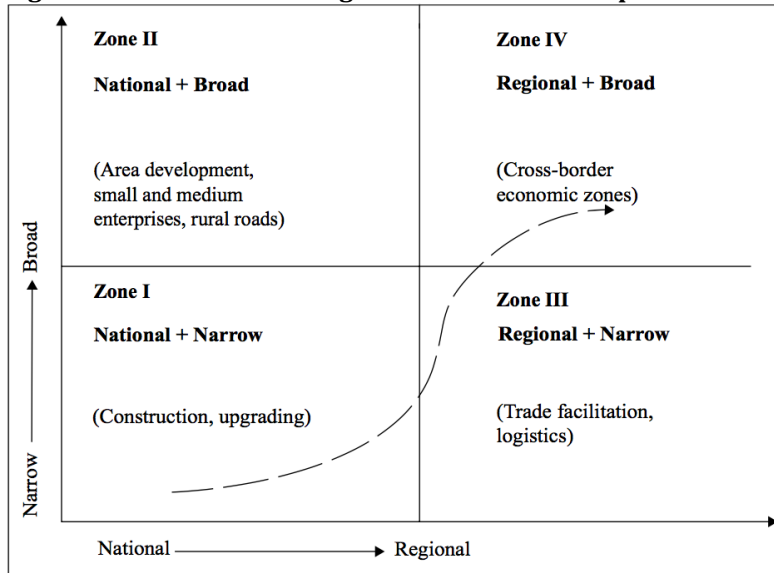 Zone II
National + Broad
(Area development,
small and medium
enterprises, rural roads)
Zone IV
Regional + Broad
(Cross-border
economic zones)
Zone I
National + Narrow
(Construction, upgrading)
Zone III
Regional + Narrow
(Trade facilitation,
logistics)
Broad
Narrow
National
Regional